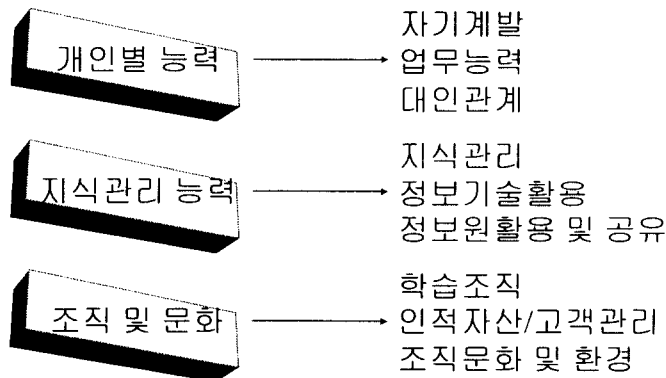 자기계발
개인별 능력
업무능력
대인관계
지식관리
지식관리 능력
정보기술활용
정보원활용 및 공유
학습조직
조직 및 문화
인적자산/고객관리
조직문화 및 환경